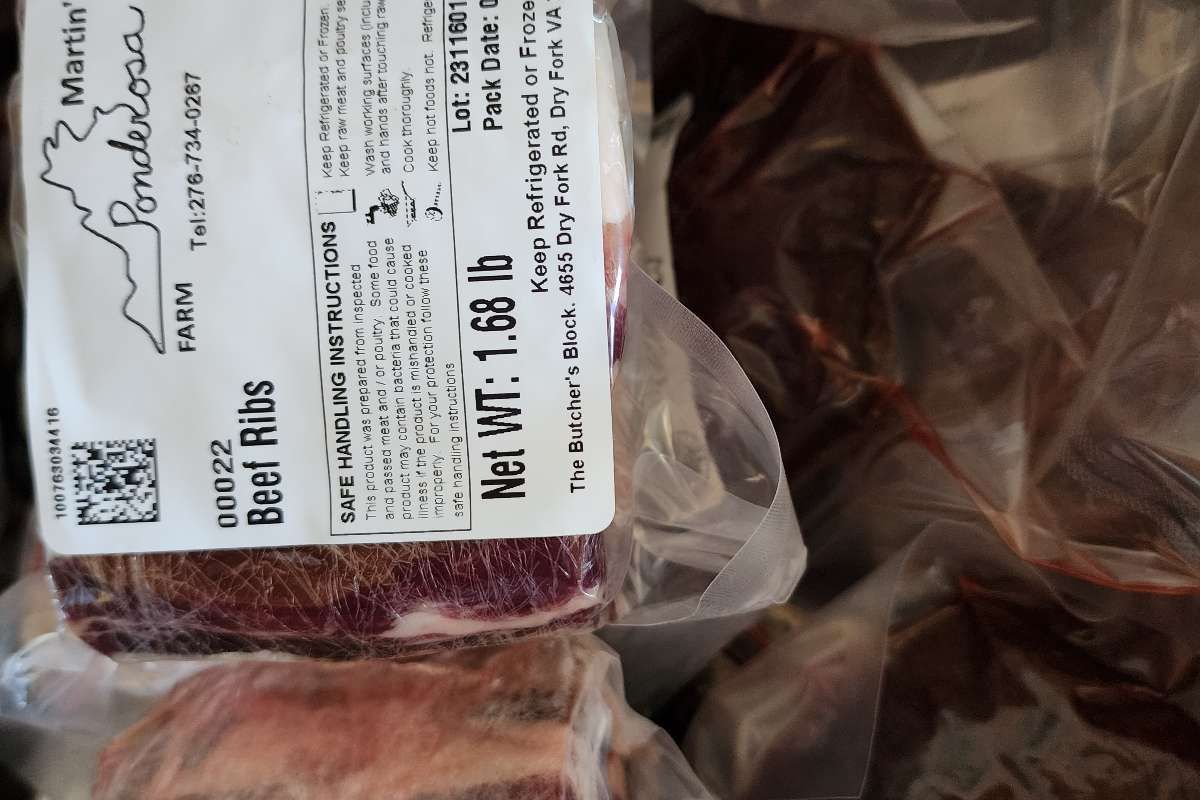 Martin'
Ponderosa
FARM
Tel:276-734-0267
1007630344 16
00022
Beef Ribs
SAFE HANDLING INSTRUCTIONS
This product was prepared from inspected
and passed meat and / or poultry. Some food
product may contain bacteria that could cause
illness if the product is mishandled or cooked
improperly. For your protection follow these
safe handling instructions
Keep Refrigerated or Frozen.
Keep raw meat and poultry se
Wash working surfaces (inclu
and hands after touching raw
Cook thoroughly.
Keep hot foods hot. Refrige
Net WT: 1.68 lb
Lot: 2311601
Pack Date: 0
Keep Refrigerated or Froze
The Butcher's Block. 4655 Dry Fork Rd, Dry Fork VA